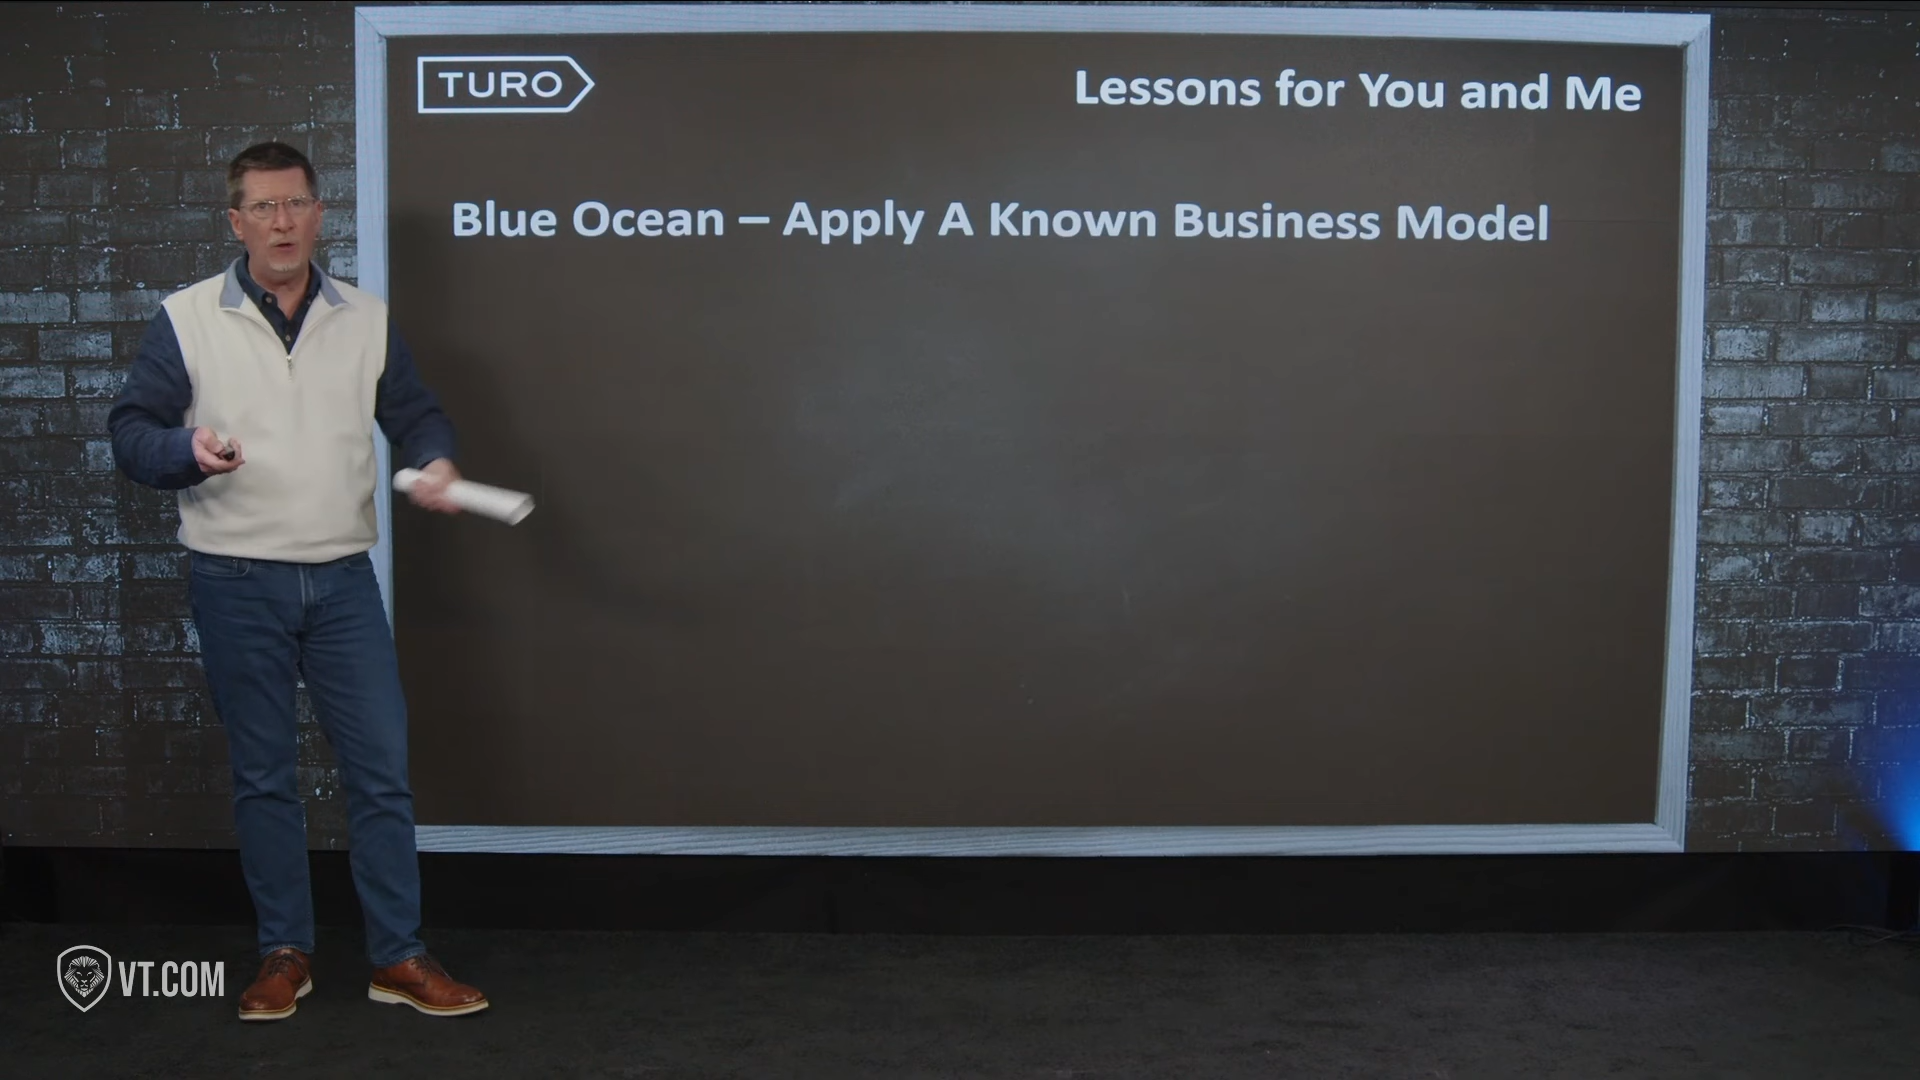 TURO
Lessons for You and Me
Blue Ocean – Apply A Known Business Model
VT.COM